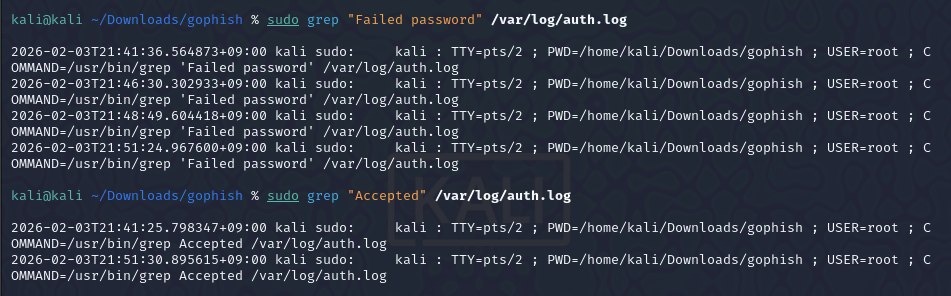 kali@kali ~/Downloads/gophish % sudo grep "Failed password" /var/log/auth.log
2026-02-03T21:41:36.564873+09:00 kali sudo:     kali : TTY=pts/2 ; PWD=/home/kali/Downloads/gophish ; USER=root ; C
OMMAND=/usr/bin/grep 'Failed password' /var/log/auth.log
2026-02-03T21:46:30.302933+09:00 kali sudo:     kali : TTY=pts/2 ; PWD=/home/kali/Downloads/gophish ; USER=root ; C
OMMAND=/usr/bin/grep 'Failed password' /var/log/auth.log
2026-02-03T21:48:49.604418+09:00 kali sudo:     kali : TTY=pts/2 ; PWD=/home/kali/Downloads/gophish ; USER=root ; C
OMMAND=/usr/bin/grep 'Failed password' /var/log/auth.log
2026-02-03T21:51:24.967600+09:00 kali sudo:     kali : TTY=pts/2 ; PWD=/home/kali/Downloads/gophish ; USER=root ; C
OMMAND=/usr/bin/grep 'Failed password' /var/log/auth.log
kali@kali ~/Downloads/gophish % sudo grep "Accepted" /var/log/auth.log
KALI
2026-02-03T21:41:25.798347+09:00 kali sudo:     kali : TTY=pts/2 ; PWD=/home/kali/Downloads/gophish ; USER=root ; C
OMMAND=/usr/bin/grep Accepted /var/log/auth.log
2026-02-03T21:51:30.895615+09:00 kali sudo:     kali : TTY=pts/2 ; PWD=/home/kali/Downloads/gophish ; USER=root ; C
OMMAND=/usr/bin/grep Accepted /var/log/auth.log